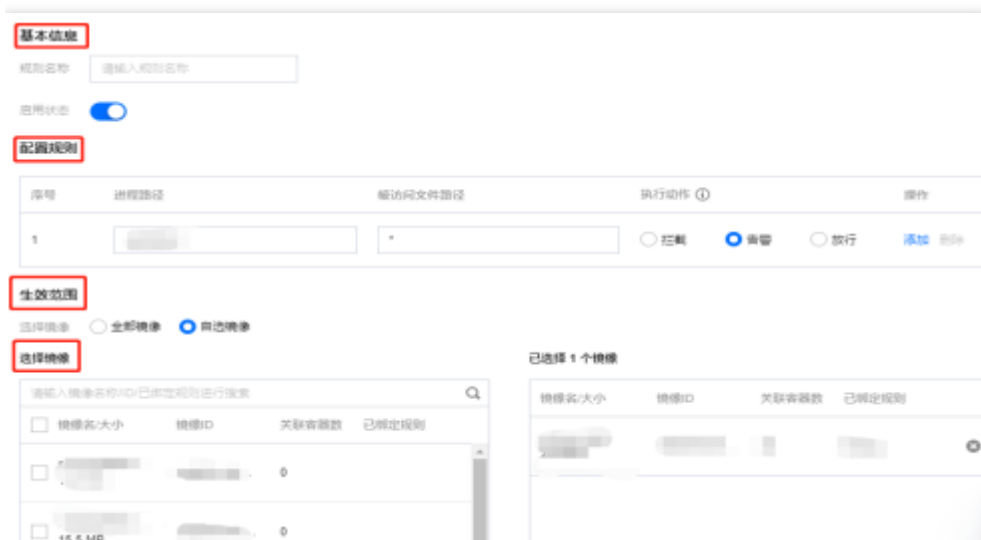 基本信息
规则名称 请输入规则名称
启用状态
配置规则
序号 进程路径 被访问文件路径 执行动作 操作
1 * 拦截 告警 放行 添加 删除
生效范围
选择镜像 全部镜像 自选镜像
选择镜像 已选择 1 个镜像
请输入镜像名称/ID/已绑定规则进行搜索
镜像名/大小 镜像ID 关联容器数 已绑定规则
镜像名/大小 镜像ID 关联容器数 已绑定规则
0
0
15.5 MB